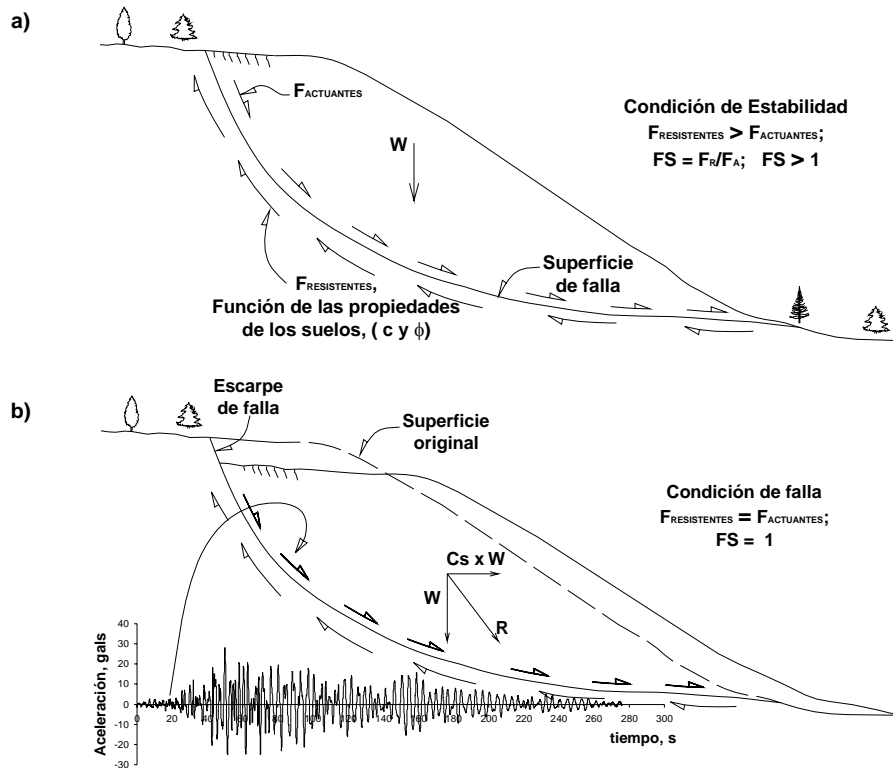 a)
FACTUANTES
Condición de Estabilidad
FRESISTENTES > FACTUANTES;
FS = FR/FA; FS > 1
W
Superficie
de falla
FRESISTENTES,
Función de las propiedades
de los suelos, ( c y ϕ)
b)
Escarpe
de falla
Superficie
original
Condición de falla
FRESISTENTES = FACTUANTES;
FS = 1
Cs x W
W
R
Aceleración, gals
40
30
20
10
0
-10
-20
-30
0 20 40 60 80 100 120 140 160 180 200 220 240 260 280 300
tiempo, s